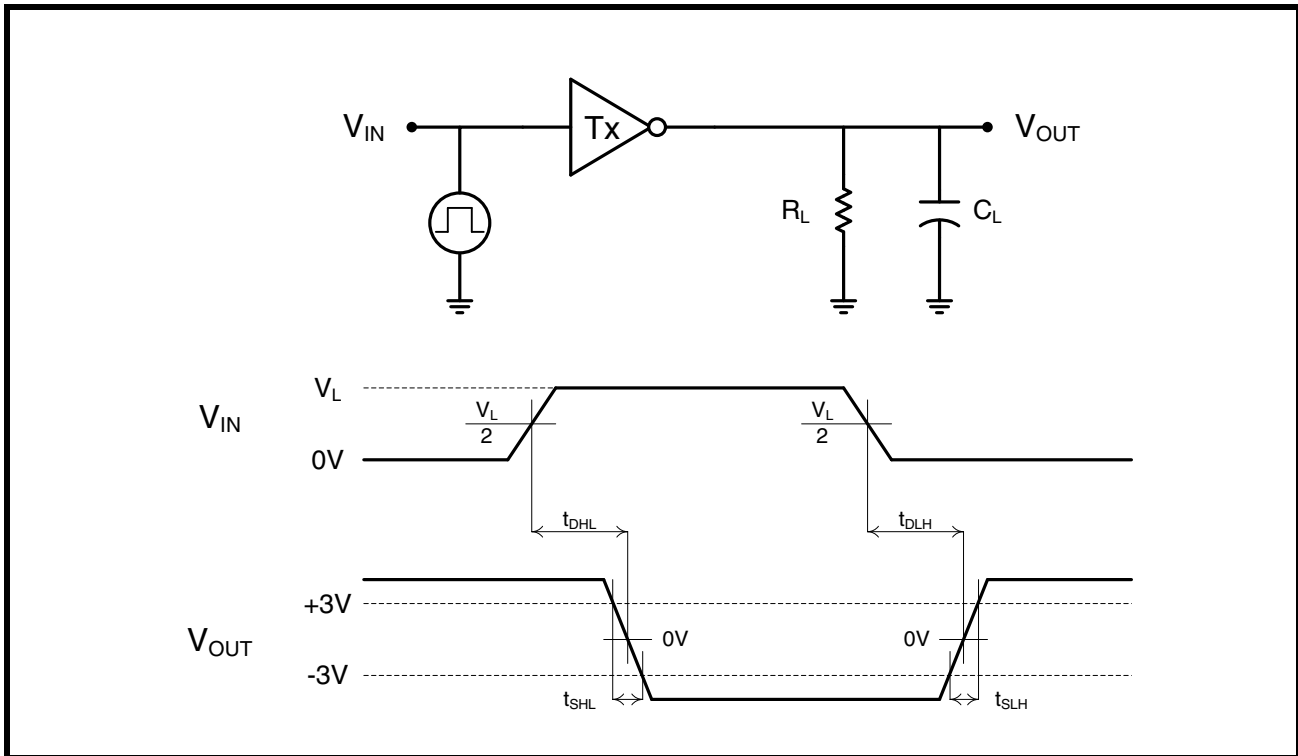 V_IN
Tx
V_OUT
R_L
C_L
V_L
V_IN
V_L
2
V_L
2
0V
t_DHL
t_DLH
+3V
V_OUT
0V
0V
-3V
t_SHL
t_SLH